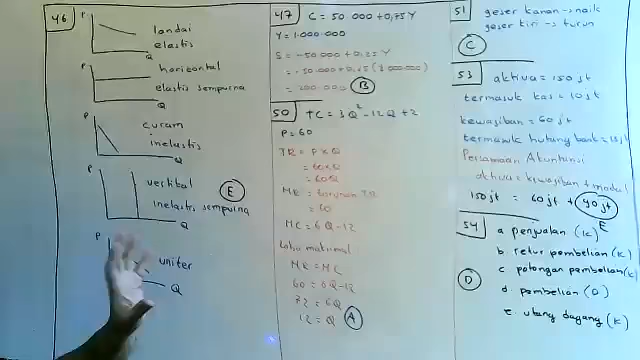 46
P
landai
elastis
Q
P
horizontal
elastis sempurna
Q
P
curam
inelastis
Q
P
vertikal
inelastis sempurna
E
Q
P
uniter
Q
47
C = 50.000 + 0,75 Y
Y = 1.000.000
S = -50.000 + 0,25 Y
= -50.000 + 0,25 (1.000.000)
= 200.000
B
50
TC = 3Q² - 12Q + 2
P = 60
TR = P x Q
= 60 x Q
= 60Q
MR = turunan TR
= 60
MC = 6Q - 12
Laba maksimal
MR = MC
60 = 6Q - 12
72 = 6Q
12 = Q
A
51
geser kanan → naik
geser kiri → turun
C
53
aktiva = 150 jt
termasuk kas = 10 jt
kewajiban = 60 jt
termasuk hutang bank =
Persamaan Akuntansi
aktiva = kewajiban + modal
150 jt = 60 jt + 90 jt
E
54
a penjualan (K)
b. retur pembelian (K)
c potongan pembelian (K)
D
d. pembelian (D)
e. utang dagang (K)